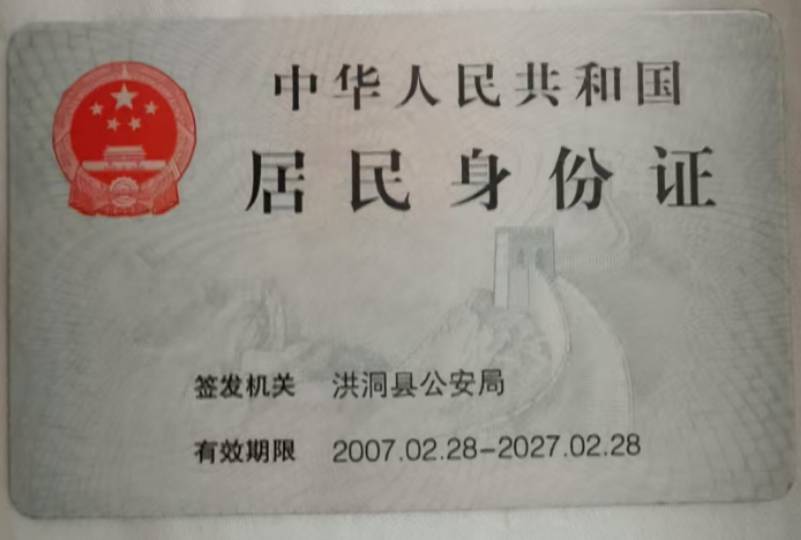 中华人民共和国
居民身份证
签发机关 洪洞县公安局
有效期限 2007.02.28-2027.02.28